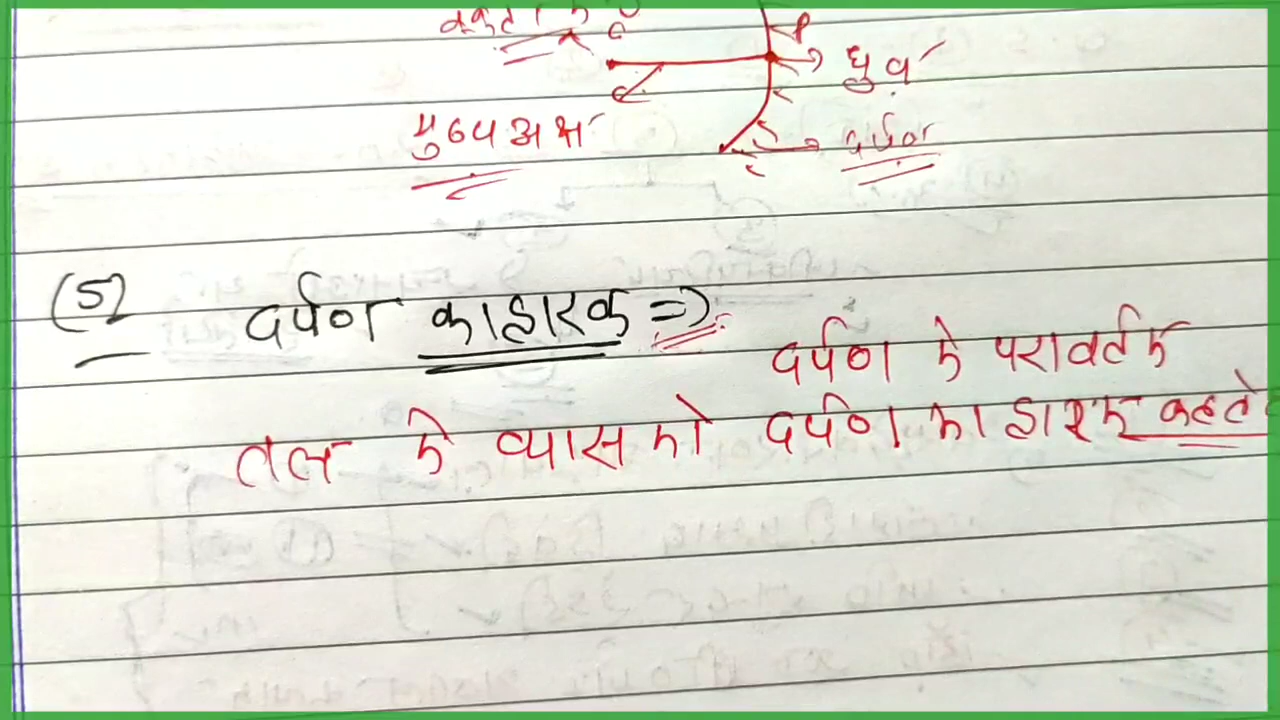 C
P
ध्रुव
मुख्य अक्ष
दर्पण
(5) दर्पण का द्वारक =>
दर्पण के परावर्तक
तल के व्यास को दर्पण का द्वारक कहते